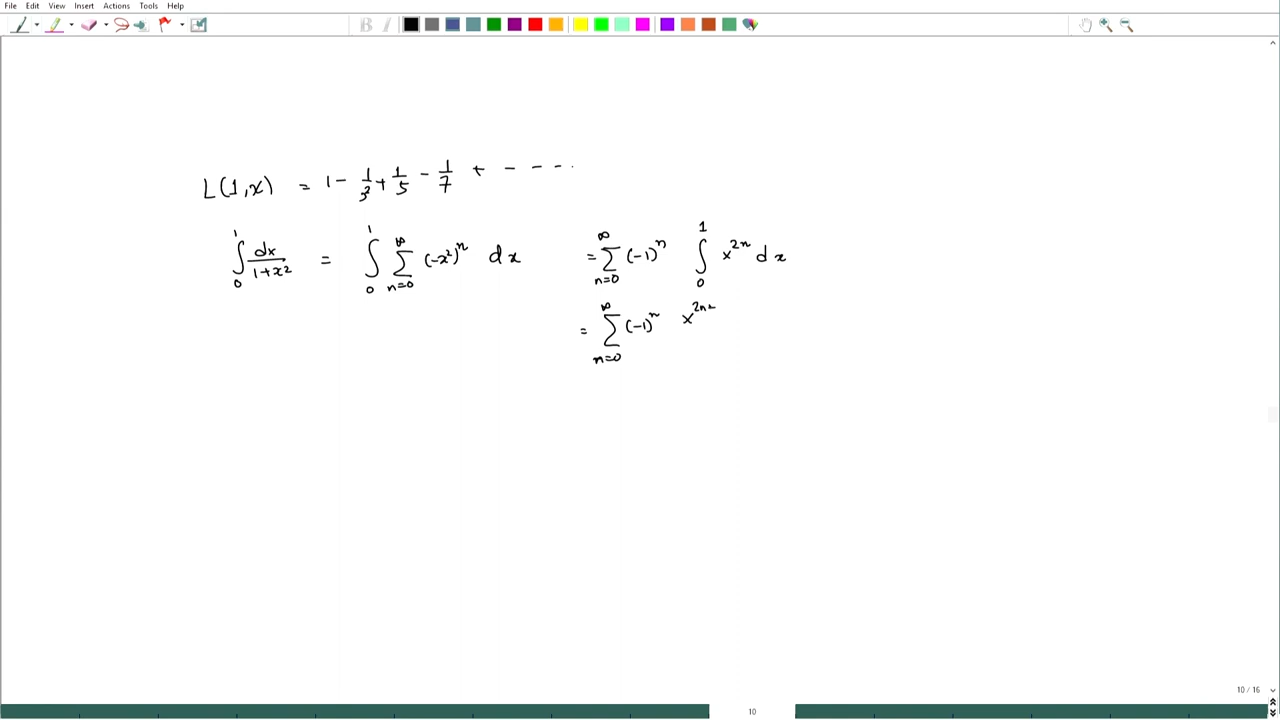 File Edit View Insert Actions Tools Help
B I
L(1,χ) = 1 - 1/3 + 1/5 - 1/7 + - - - ..
∫₀¹ dx/(1+x²) = ∫₀¹ ∑_{n=0}^∞ (-x²)ⁿ dx = ∑_{n=0}^∞ (-1)ⁿ ∫₀¹ x²ⁿ dx
= ∑_{n=0}^∞ (-1)ⁿ x^{2n+
10 / 16
10